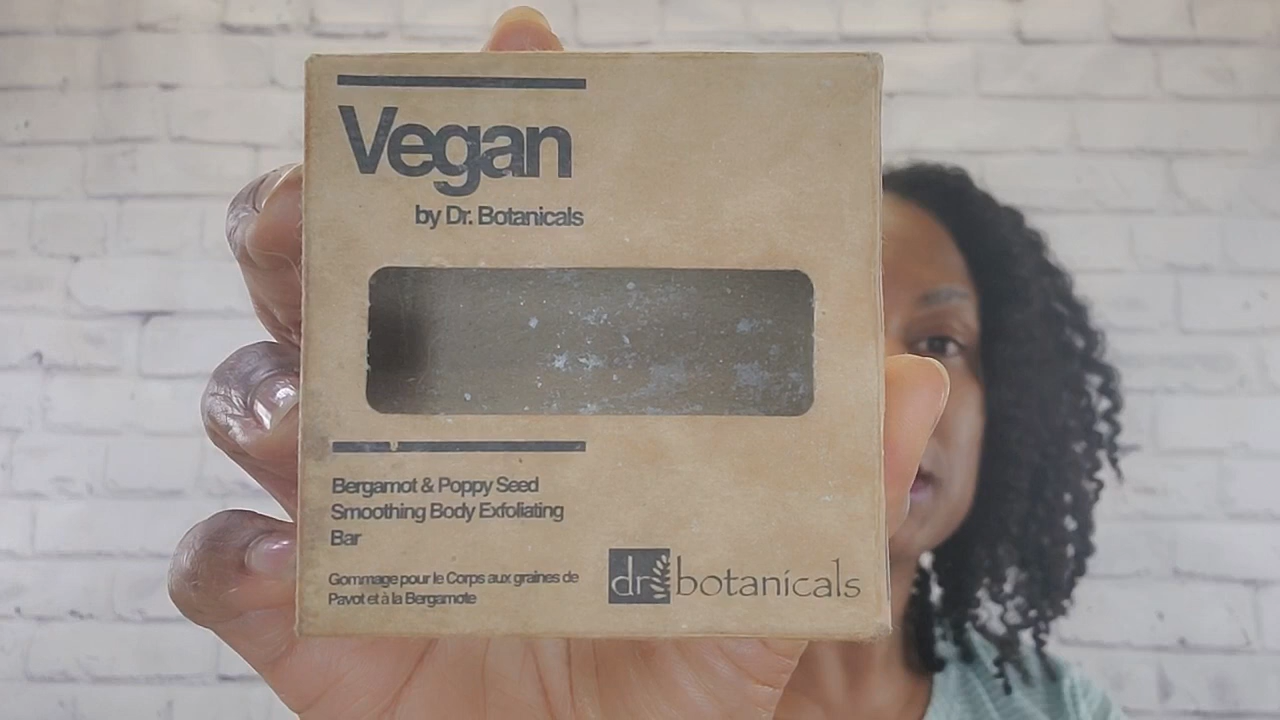 Vegan
by Dr. Botanicals
Bergamot & Poppy Seed
Smoothing Body Exfoliating
Bar
Gommage pour le Corps aux graines de
Pavot et à la Bergamote
dr botanicals